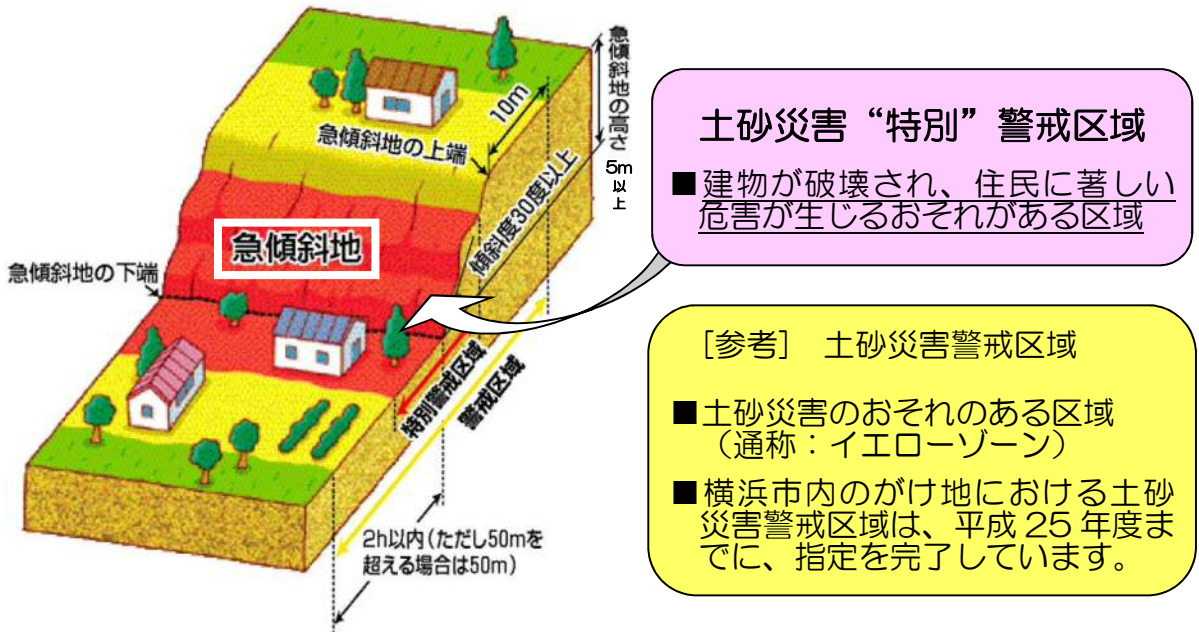 急傾斜地の高さ
5m
以
上
10m
急傾斜地の上端
傾斜度30度以上
急傾斜地
急傾斜地の下端
特別警戒区域
警戒区域
2h以内（ただし50mを
超える場合は50m）
土砂災害“特別”警戒区域
■建物が破壊され、住民に著しい
危害が生じるおそれがある区域
［参考］　土砂災害警戒区域
■土砂災害のおそれのある区域
（通称：イエローゾーン）
■横浜市内のがけ地における土砂
災害警戒区域は、平成 25 年度ま
でに、指定を完了しています。